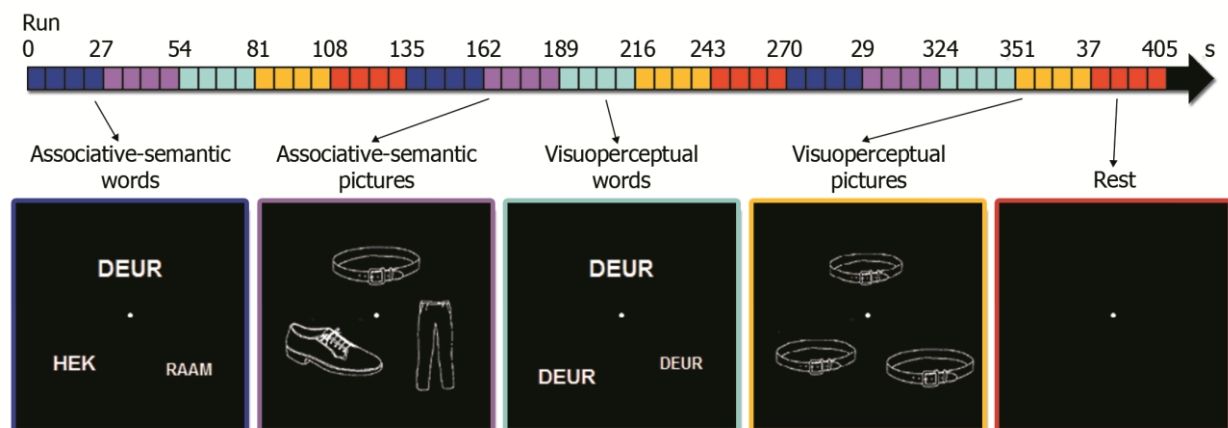 Run
0 27 54 81 108 135 162 189 216 243 270 29 324 351 37 405 s
Associative-semantic words
Associative-semantic pictures
Visuoperceptual words
Visuoperceptual pictures
Rest
DEUR
HEK
RAAM
DEUR
DEUR
DEUR